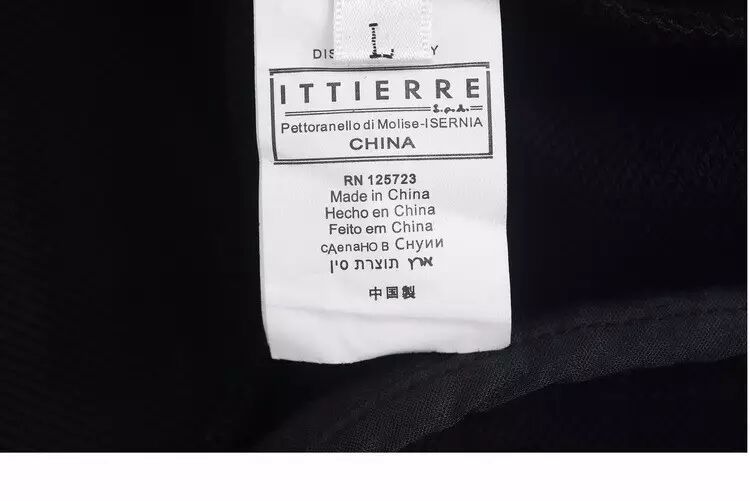 L
DIS Y
ITTIERRE
S.p.A.
Pettoranello di Molise-ISERNIA
CHINA
RN 125723
Made in China
Hecho en China
Feito em China
сделаНО В Снуии
ארץ תוצרת סין
中国製